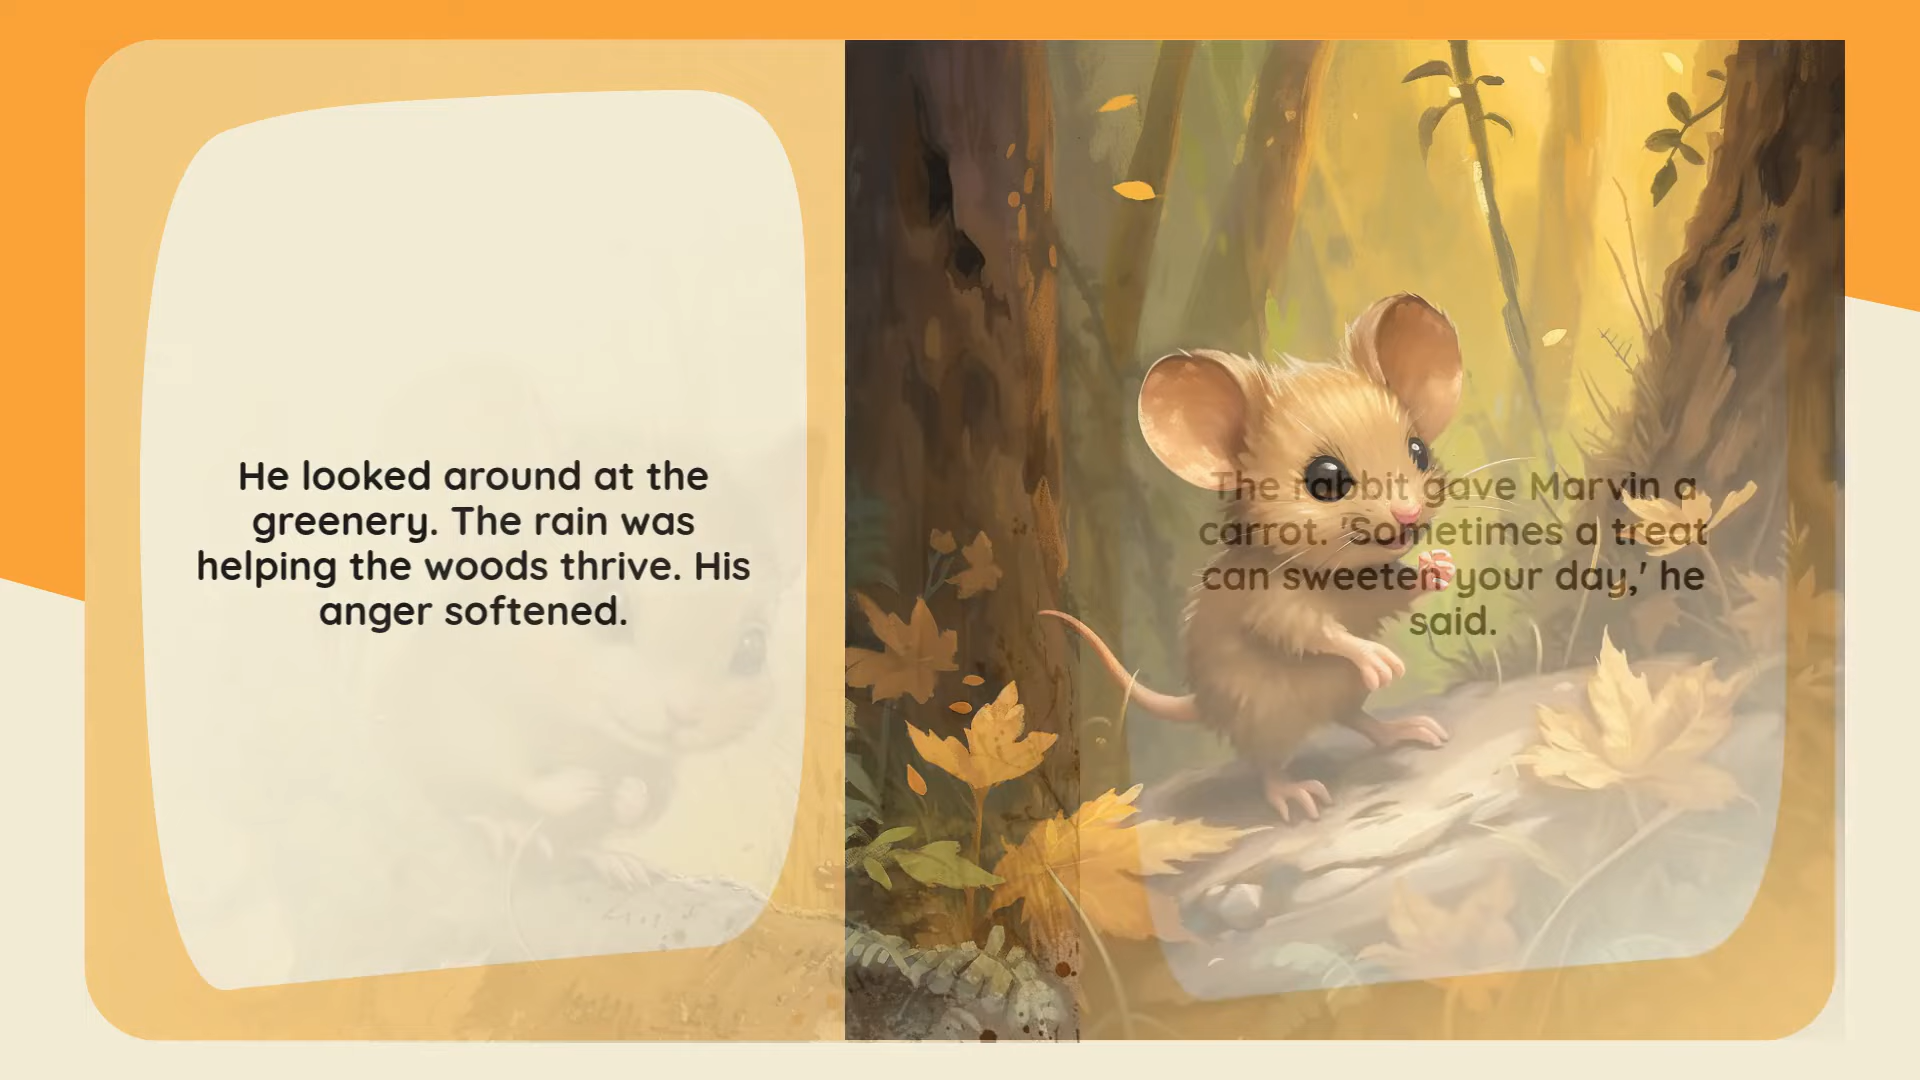 He looked around at the
greenery. The rain was
helping the woods thrive. His
anger softened.
The rabbit gave Marvin a
carrot. 'Sometimes a treat
can sweeten your day,' he
said.